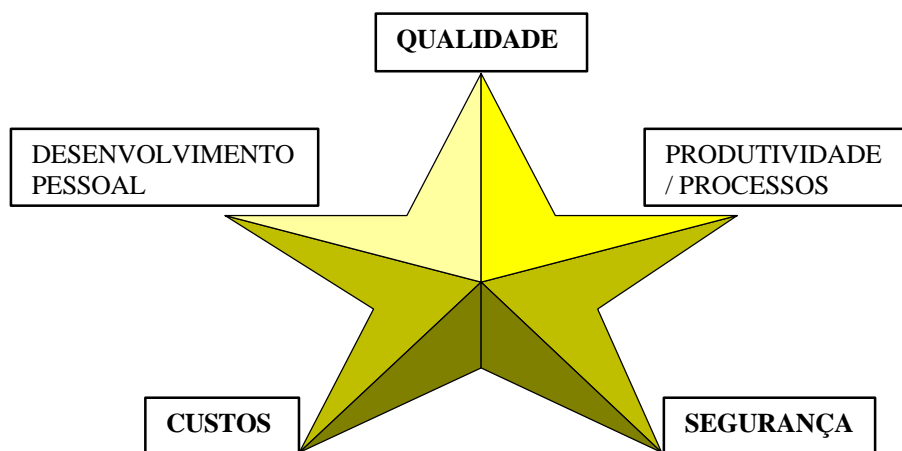 QUALIDADE
DESENVOLVIMENTO
PESSOAL
PRODUTIVIDADE
/ PROCESSOS
CUSTOS
SEGURANÇA